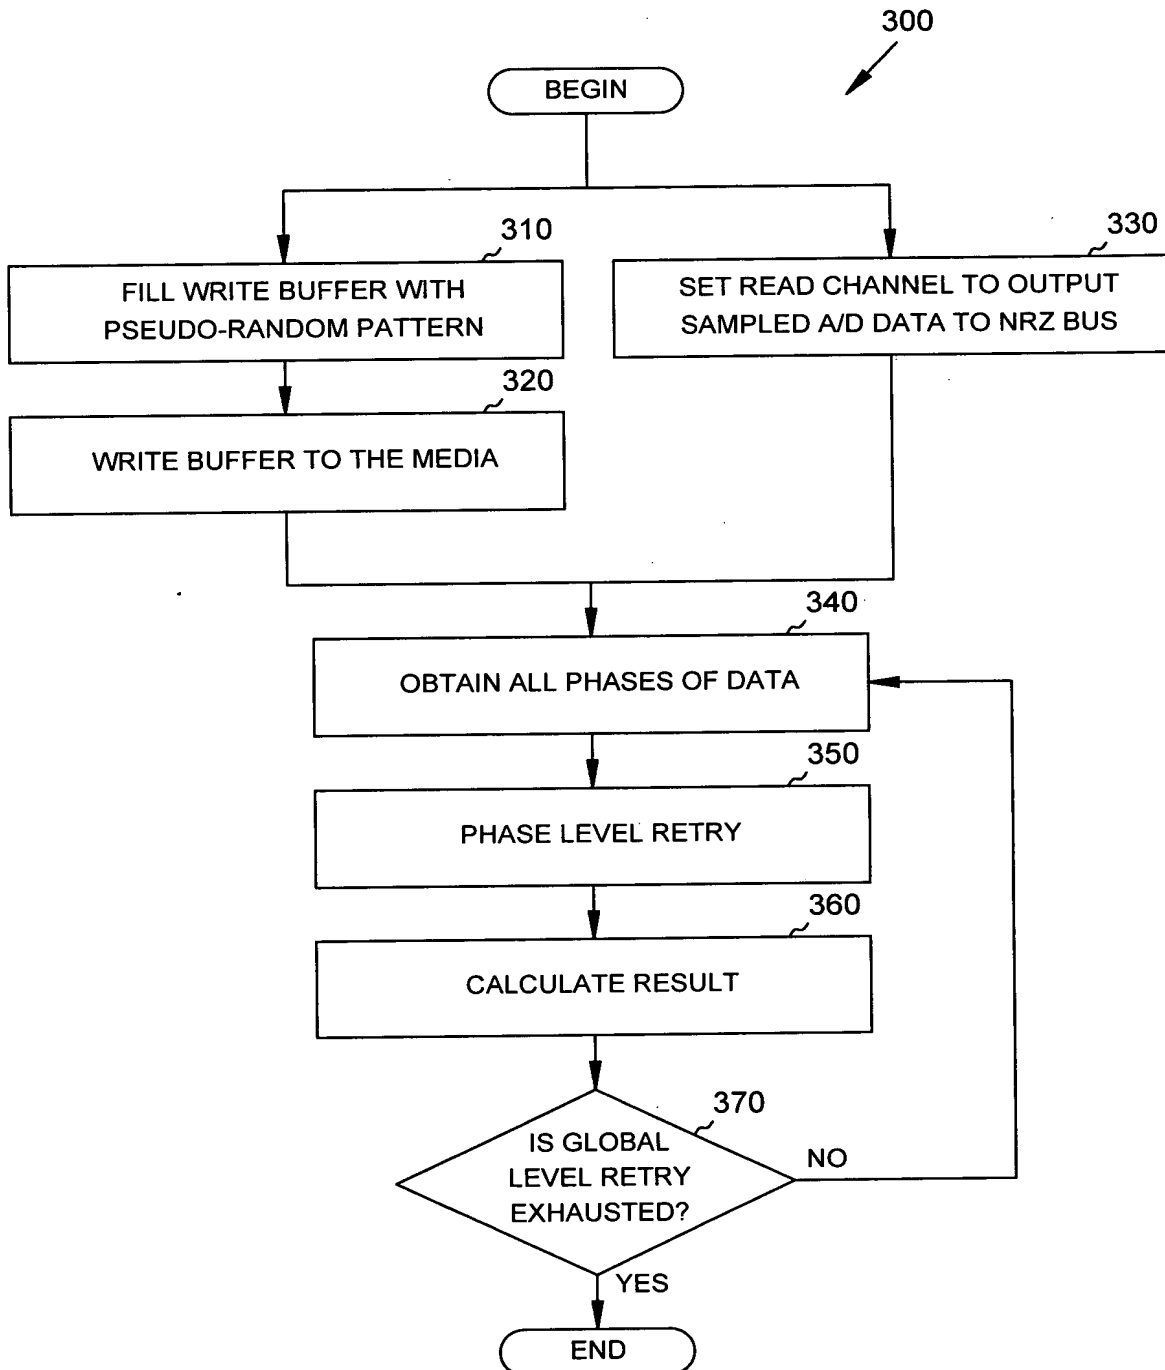 300
BEGIN
310
FILL WRITE BUFFER WITH
PSEUDO-RANDOM PATTERN
330
SET READ CHANNEL TO OUTPUT
SAMPLED A/D DATA TO NRZ BUS
320
WRITE BUFFER TO THE MEDIA
340
OBTAIN ALL PHASES OF DATA
350
PHASE LEVEL RETRY
360
CALCULATE RESULT
370
IS GLOBAL
LEVEL RETRY
EXHAUSTED?
NO
YES
END